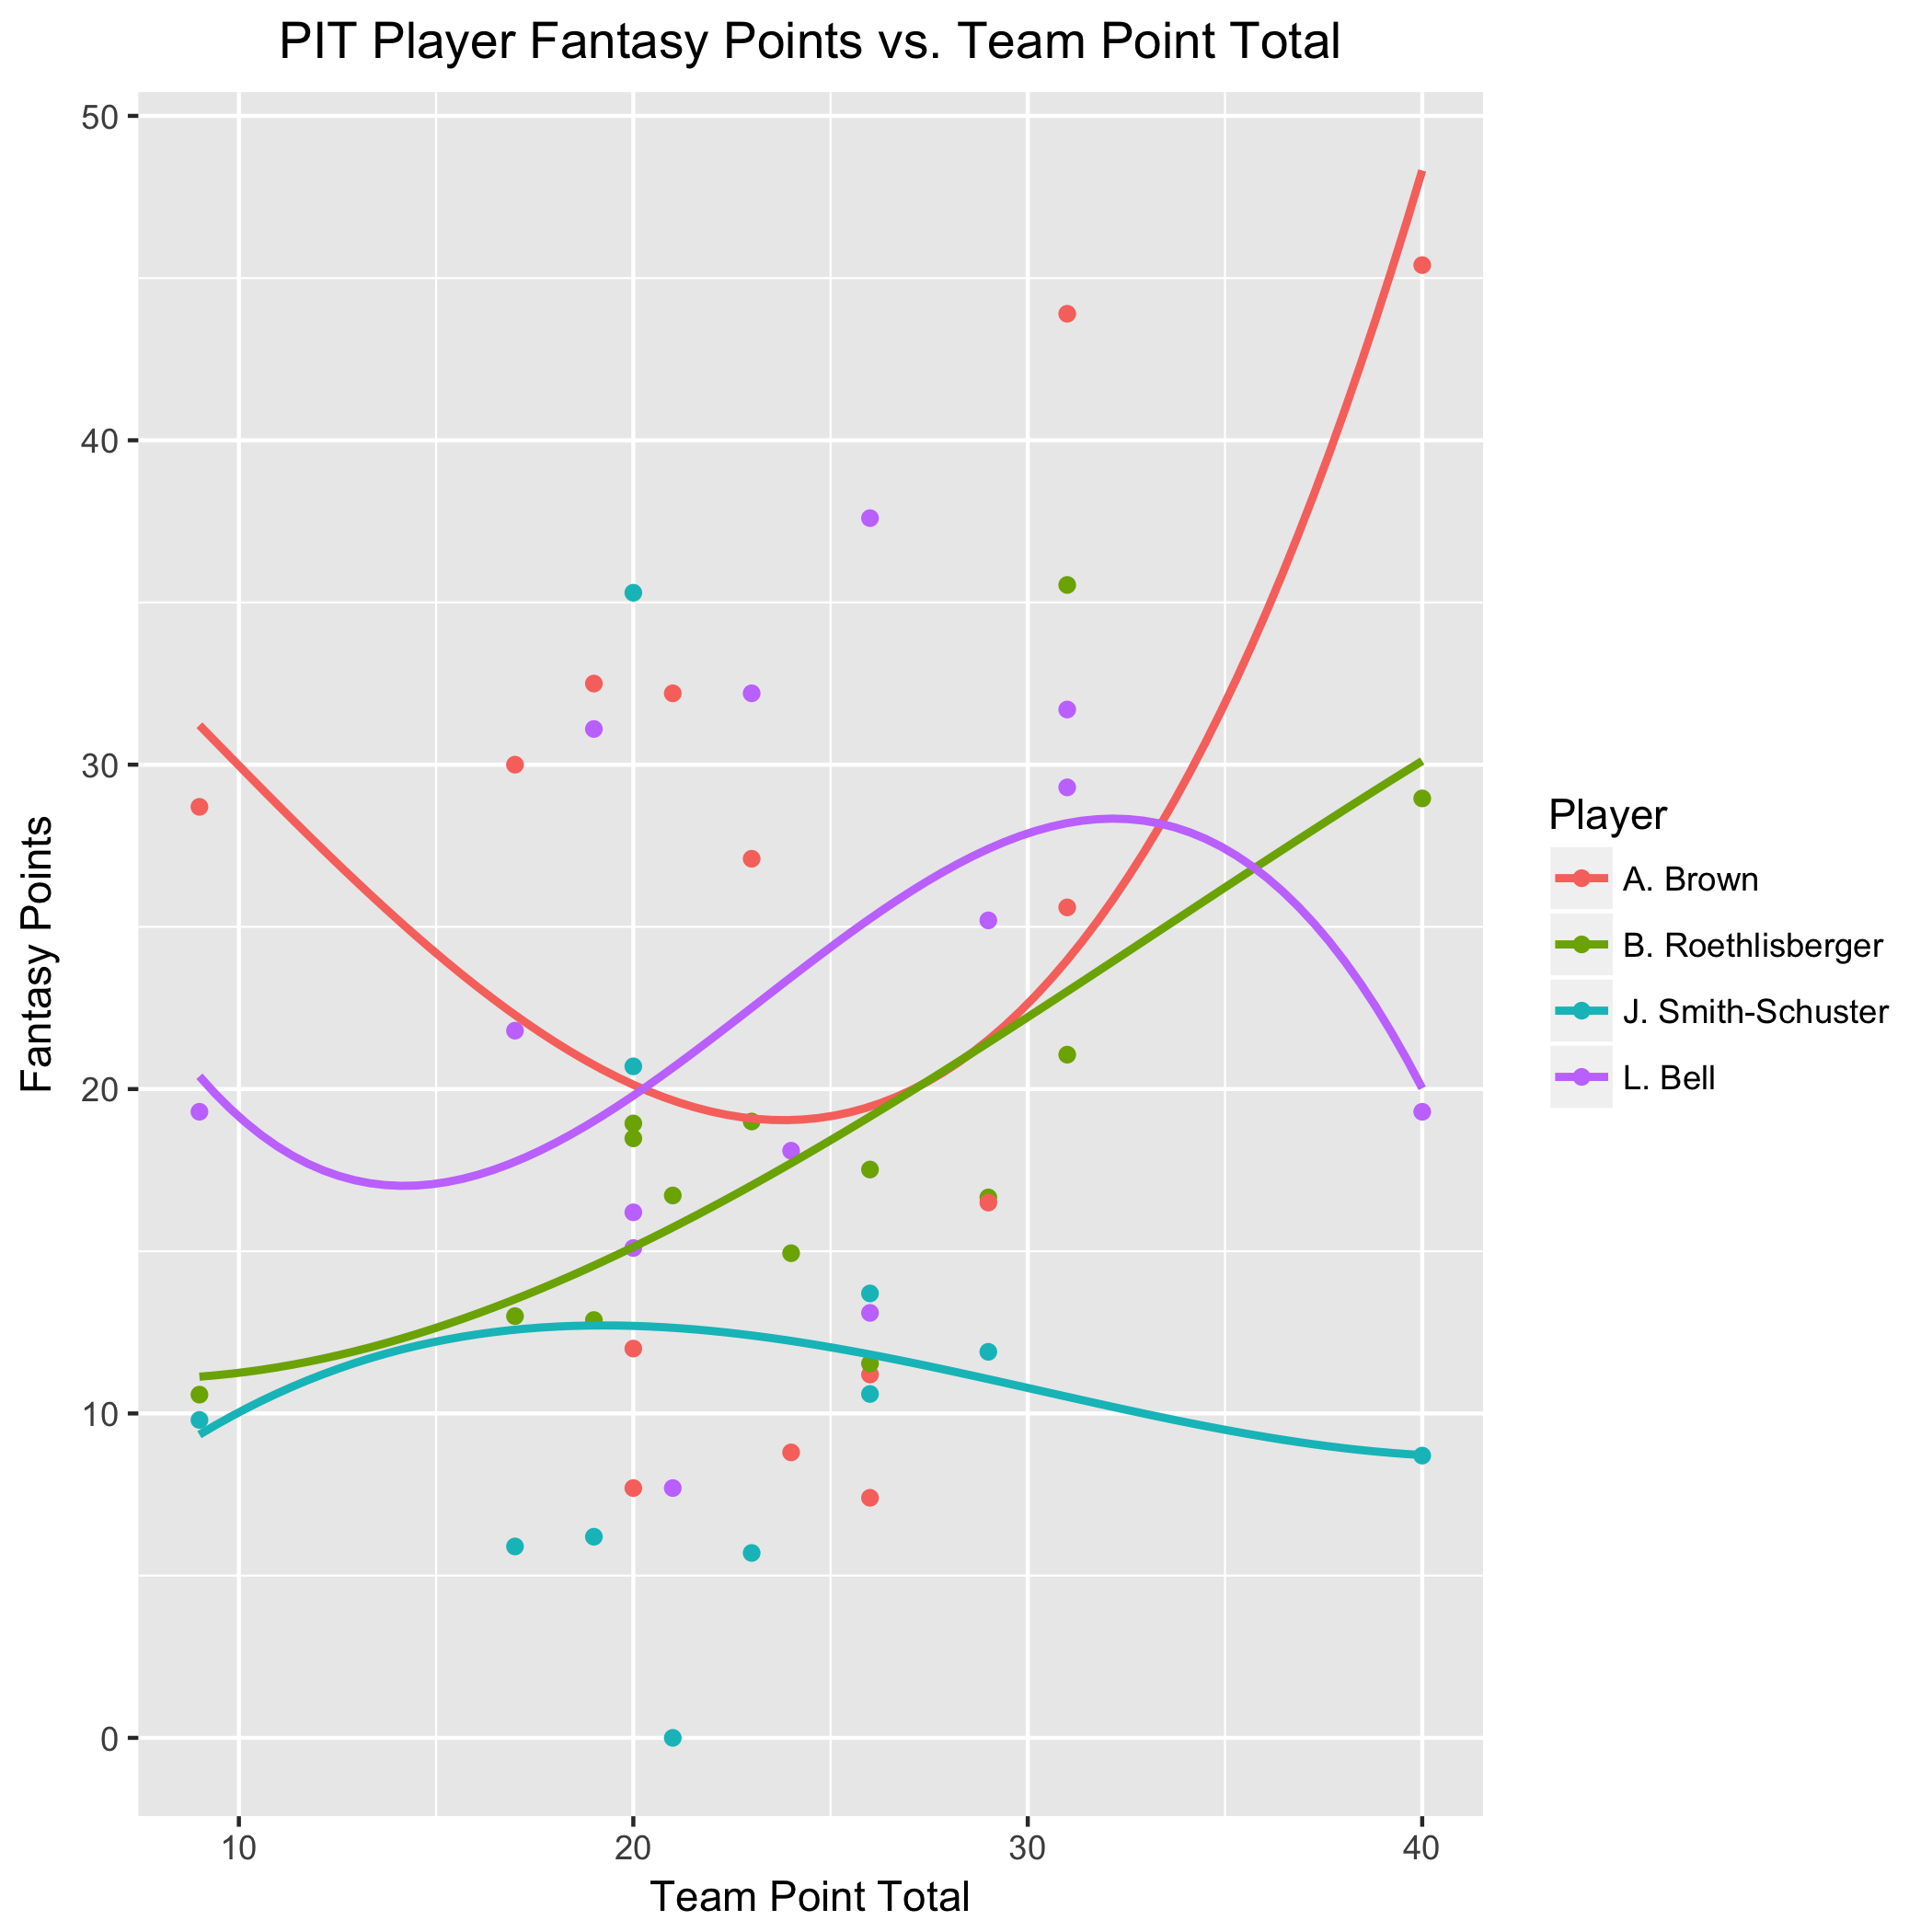 PIT Player Fantasy Points vs. Team Point Total
50
40
30
20
10
0
Fantasy Points
10 20 30 40
Team Point Total
Player
A. Brown
B. Roethlisberger
J. Smith-Schuster
L. Bell